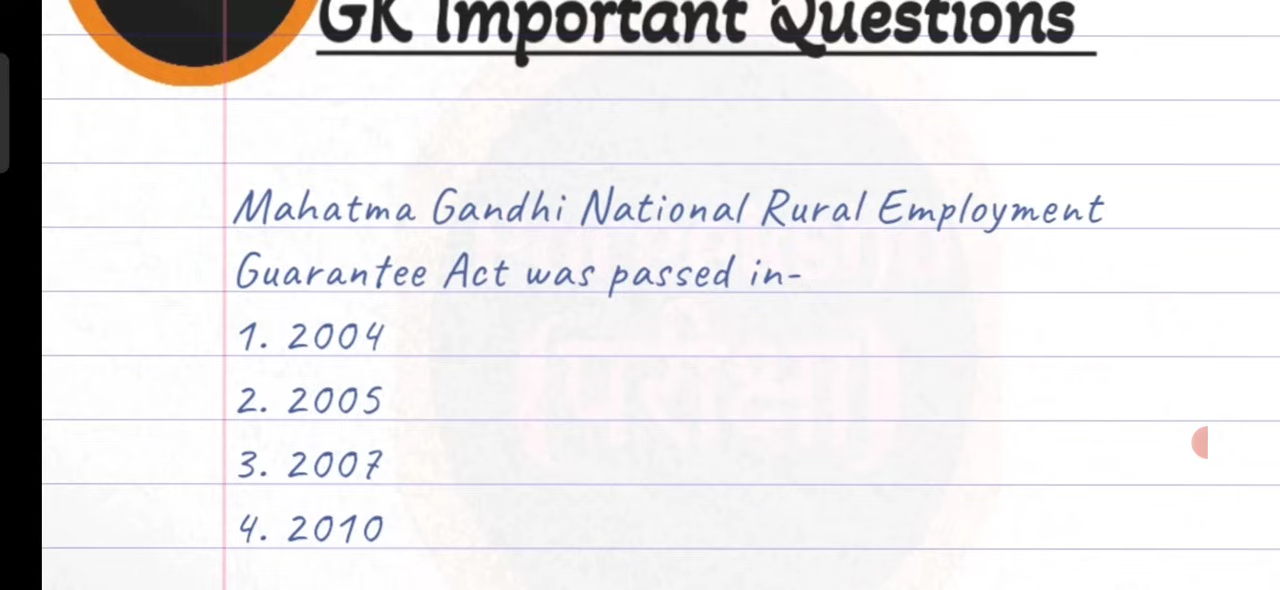 GK Important Questions
Mahatma Gandhi National Rural Employment
Guarantee Act was passed in-
1. 2004
2. 2005
3. 2007
4. 2010